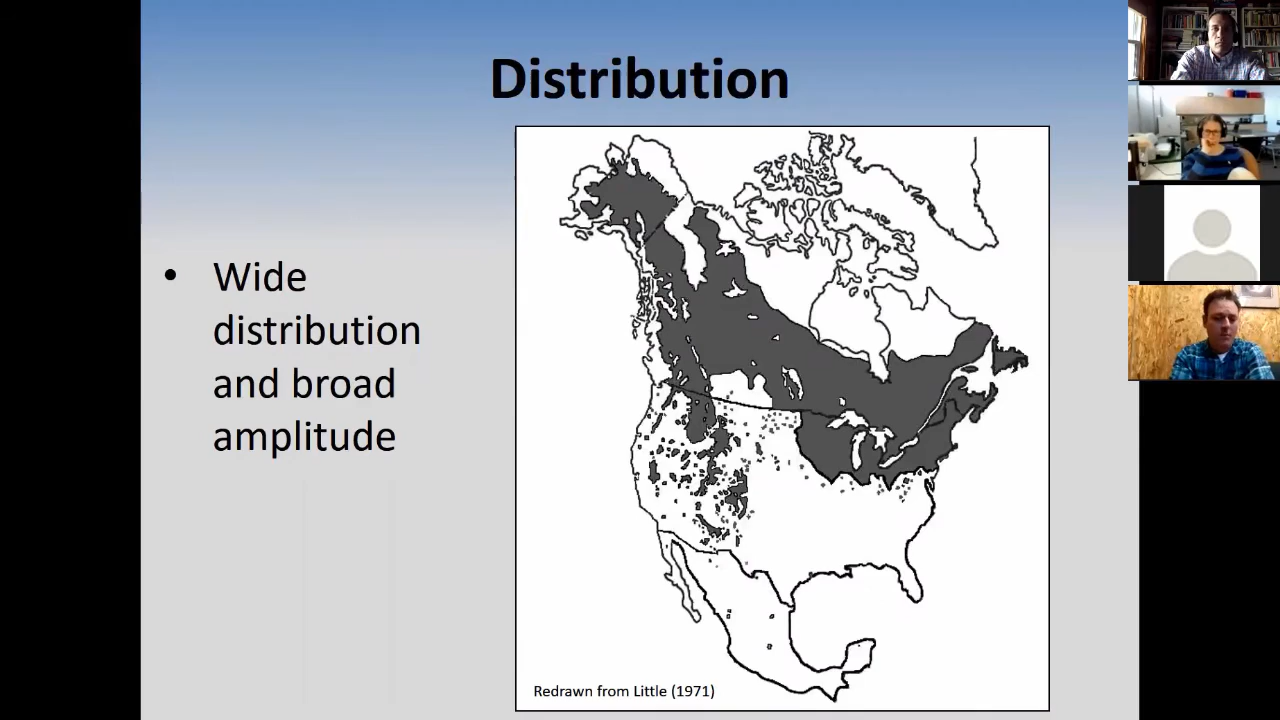 Distribution
• Wide
distribution
and broad
amplitude
Redrawn from Little (1971)